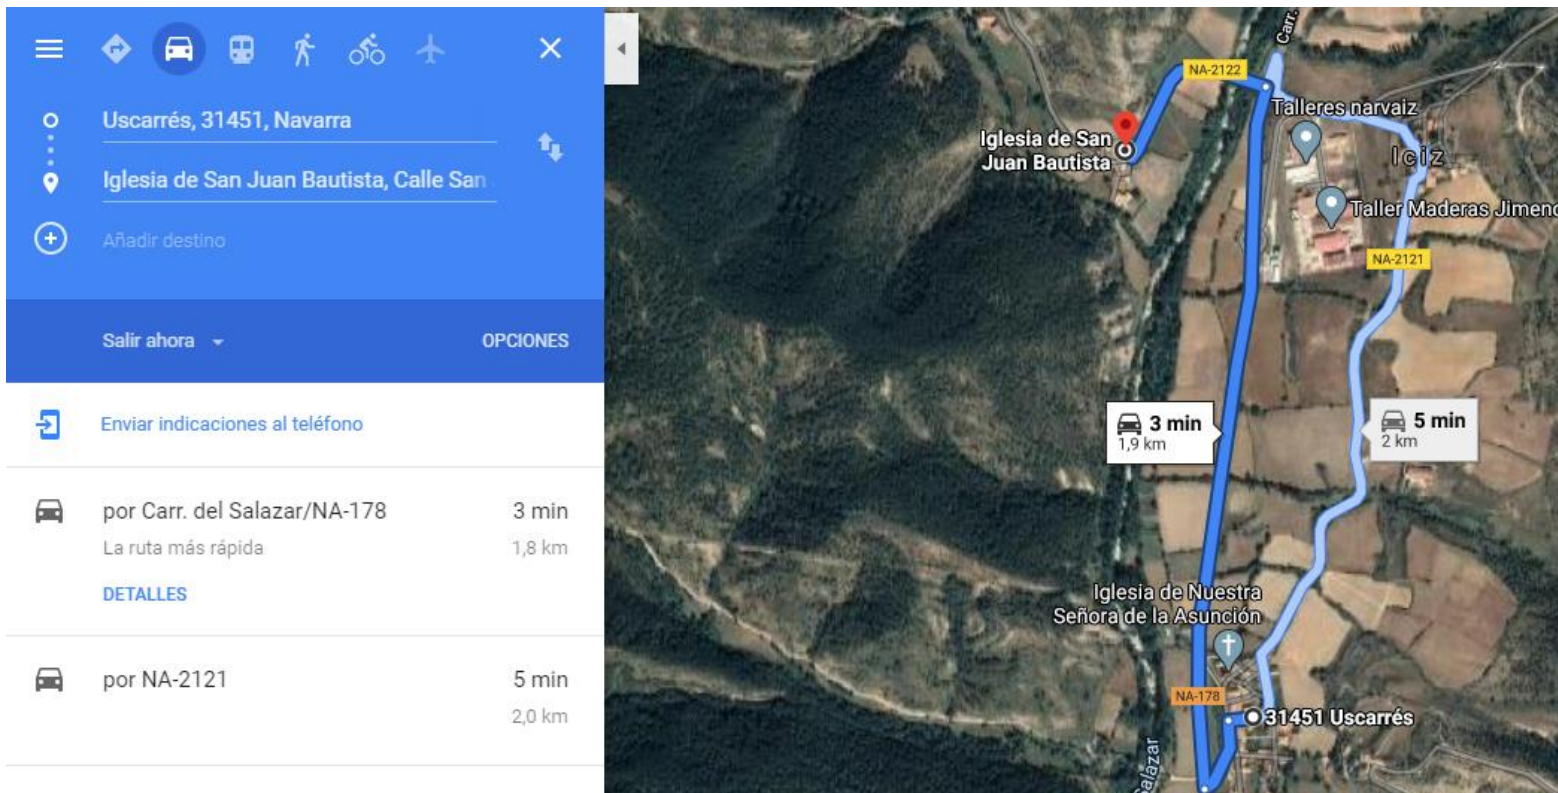 Uscarrés, 31451, Navarra
Iglesia de San Juan Bautista, Calle San
Añadir destino
Salir ahora
OPCIONES
Enviar indicaciones al teléfono
por Carr. del Salazar/NA-178
3 min
La ruta más rápida
1,8 km
DETALLES
por NA-2121
5 min
2,0 km
Carr.
NA-2122
Talleres narvaiz
Iglesia de San
Juan Bautista
Iciz
Taller Maderas Jimeno
NA-2121
3 min
1,9 km
5 min
2 km
Iglesia de Nuestra
Señora de la Asunción
NA-178
31451 Uscarrés
Salazar